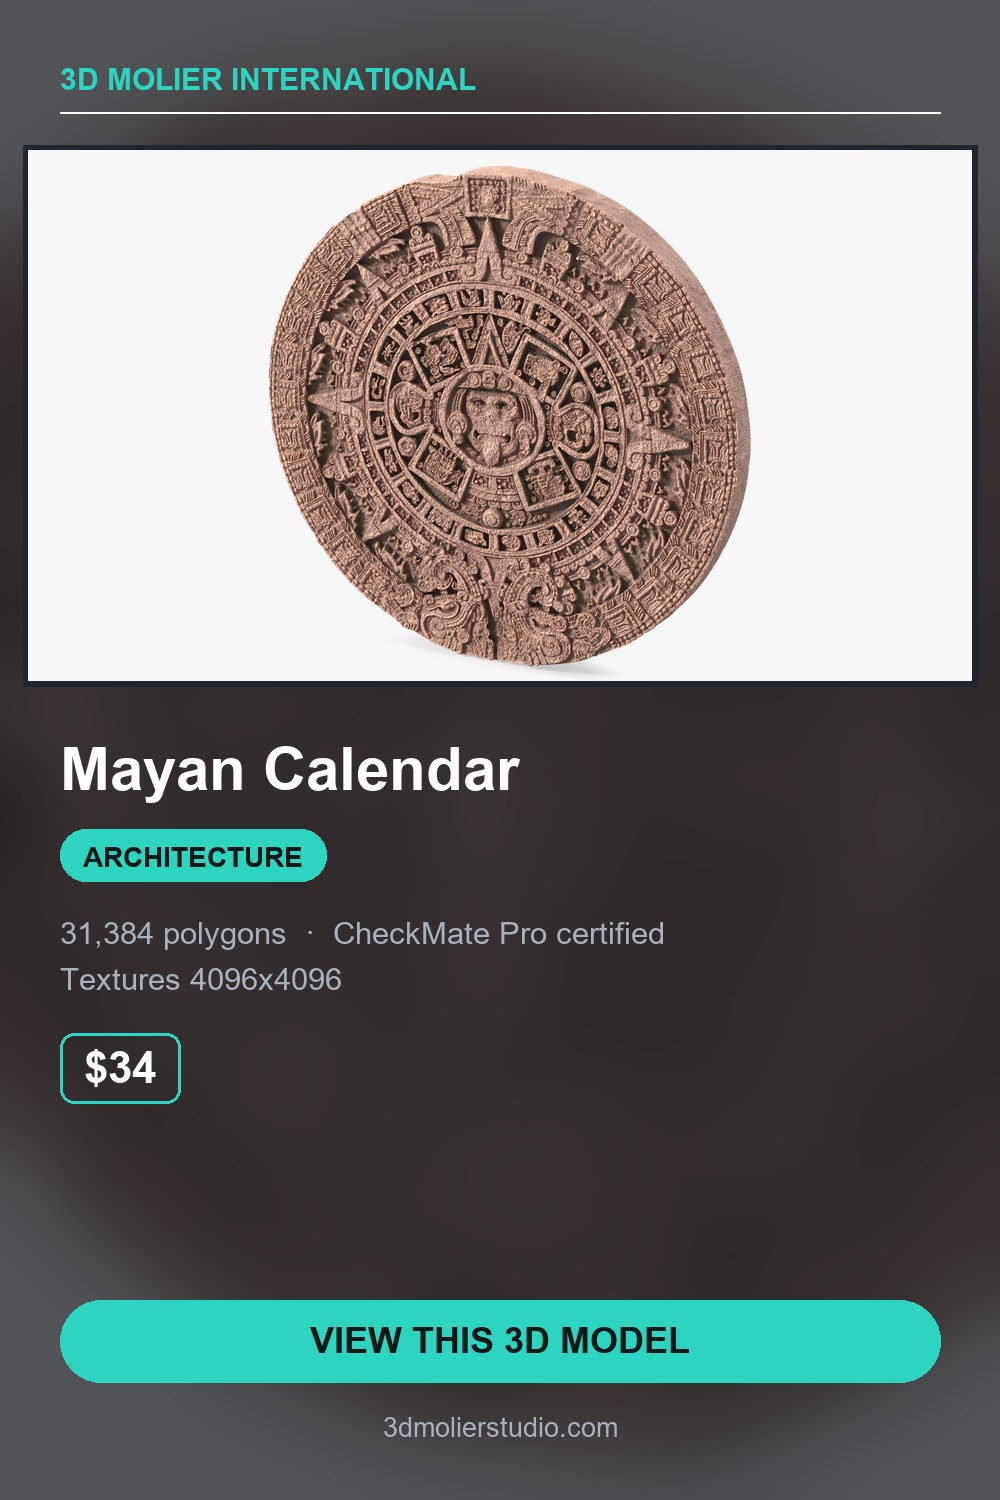 3D MOLIER INTERNATIONAL
Mayan Calendar
ARCHITECTURE
31,384 polygons · CheckMate Pro certified
Textures 4096x4096
$34
VIEW THIS 3D MODEL
3dmolierstudio.com